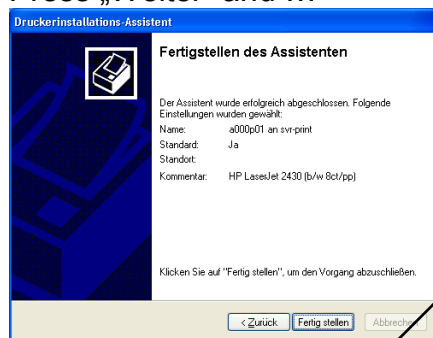 Press „Weiter“ and ...
Druckerinstallations-Assistent
Fertigstellen des Assistenten
Der Assistent wurde erfolgreich abgeschlossen. Folgende
Einstellungen wurden gewählt:
Name: a000p01 an svr-print
Standard: Ja
Standort:
Kommentar: HP LaserJet 2430 (b/w 8ct/pp)
Klicken Sie auf "Fertig stellen", um den Vorgang abzuschließen.
< Zurück Fertig stellen Abbrechen